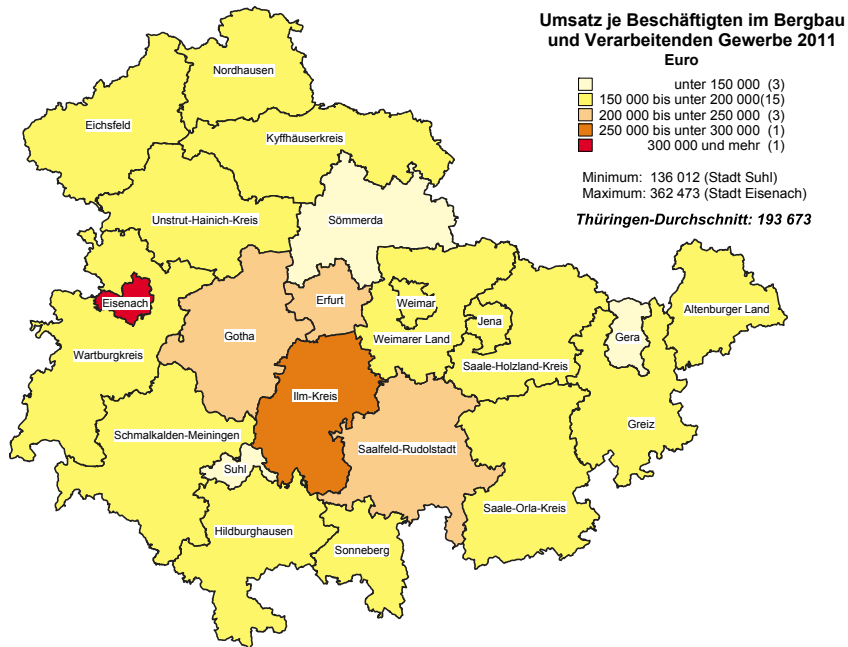 Umsatz je Beschäftigten im Bergbau
und Verarbeitenden Gewerbe 2011
Euro
unter 150 000 (3)
150 000 bis unter 200 000(15)
200 000 bis unter 250 000 (3)
250 000 bis unter 300 000 (1)
300 000 und mehr (1)
Minimum: 136 012 (Stadt Suhl)
Maximum: 362 473 (Stadt Eisenach)
Thüringen-Durchschnitt: 193 673
Nordhausen
Eichsfeld
Kyffhäuserkreis
Unstrut-Hainich-Kreis
Sömmerda
Eisenach
Erfurt
Weimar
Altenburger Land
Jena
Gotha
Weimarer Land
Gera
Wartburgkreis
Saale-Holzland-Kreis
Ilm-Kreis
Greiz
Schmalkalden-Meiningen
Saalfeld-Rudolstadt
Suhl
Saale-Orla-Kreis
Hildburghausen
Sonneberg